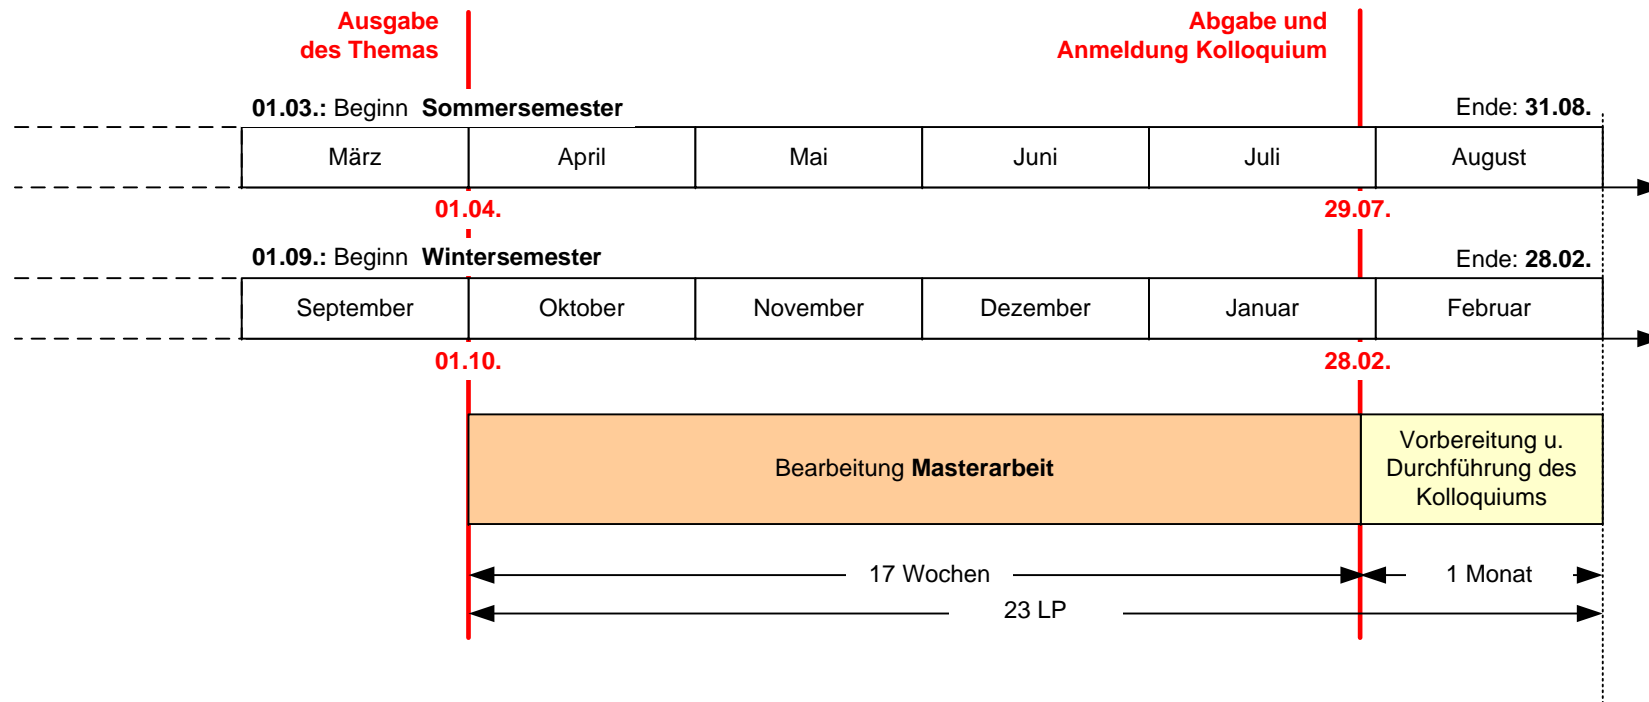 Ausgabe
des Themas
Abgabe und
Anmeldung Kolloquium
01.03.: Beginn Sommersemester
Ende: 31.08.
März April Mai Juni Juli August
01.04.
29.07.
01.09.: Beginn Wintersemester
Ende: 28.02.
September Oktober November Dezember Januar Februar
01.10.
28.02.
Bearbeitung Masterarbeit
Vorbereitung u.
Durchführung des
Kolloquiums
17 Wochen
1 Monat
23 LP